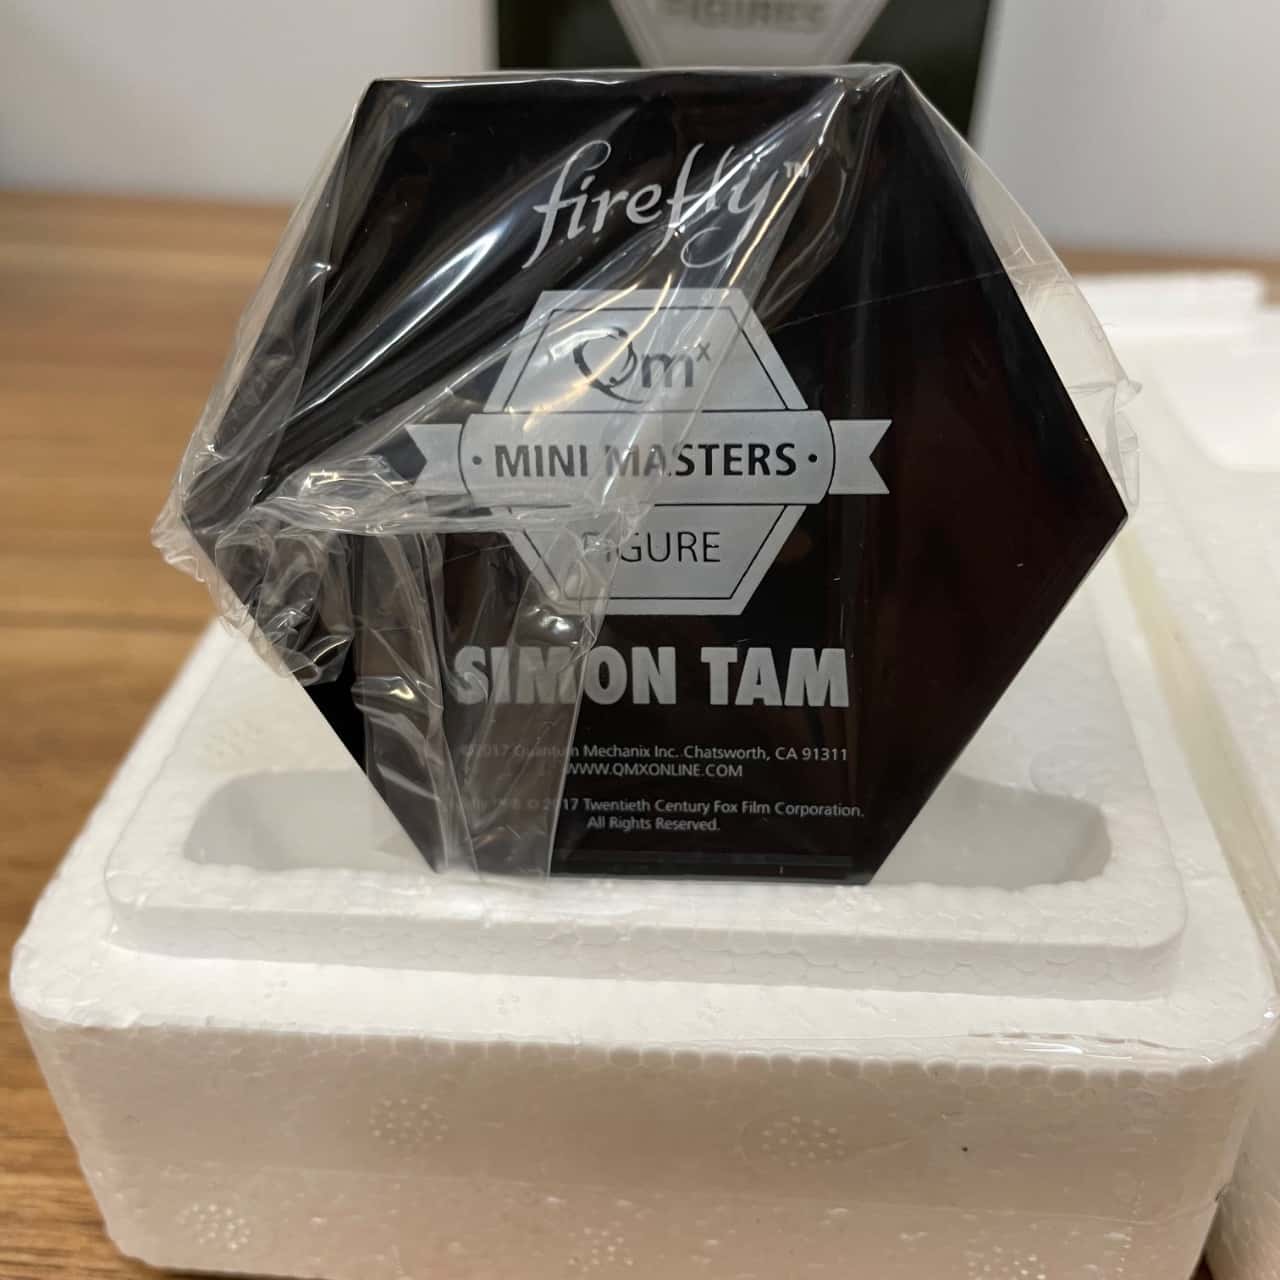 FIGURES
firefly™
Qmx
• MINI MASTERS •
FIGURE
SIMON TAM
©2017 Quantum Mechanix Inc. Chatsworth, CA 91311
WWW.QMXONLINE.COM
© 2017 Twentieth Century Fox Film Corporation.
All Rights Reserved.